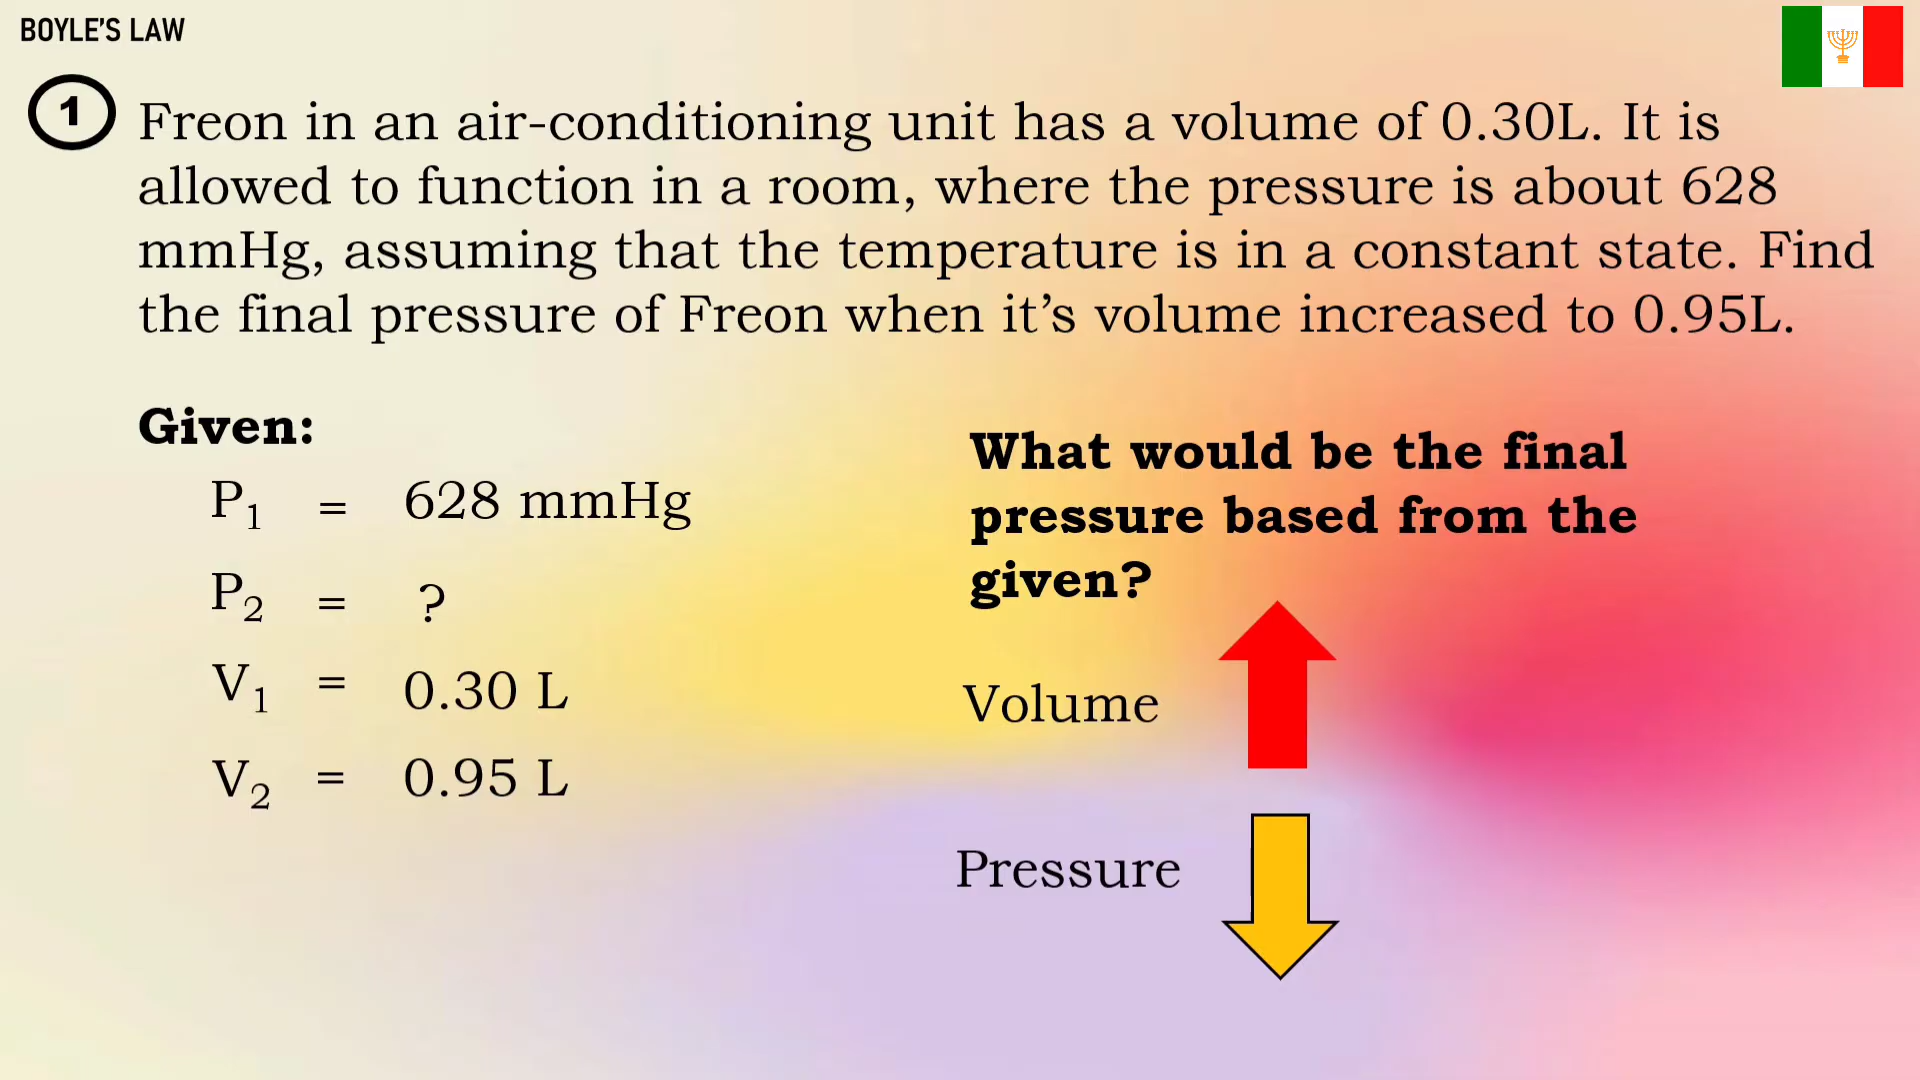 BOYLE'S LAW
1
Freon in an air-conditioning unit has a volume of 0.30L. It is
allowed to function in a room, where the pressure is about 628
mmHg, assuming that the temperature is in a constant state. Find
the final pressure of Freon when it’s volume increased to 0.95L.
Given:
P₁ = 628 mmHg
P₂ = ?
V₁ = 0.30 L
V₂ = 0.95 L
What would be the final
pressure based from the
given?
Volume
Pressure